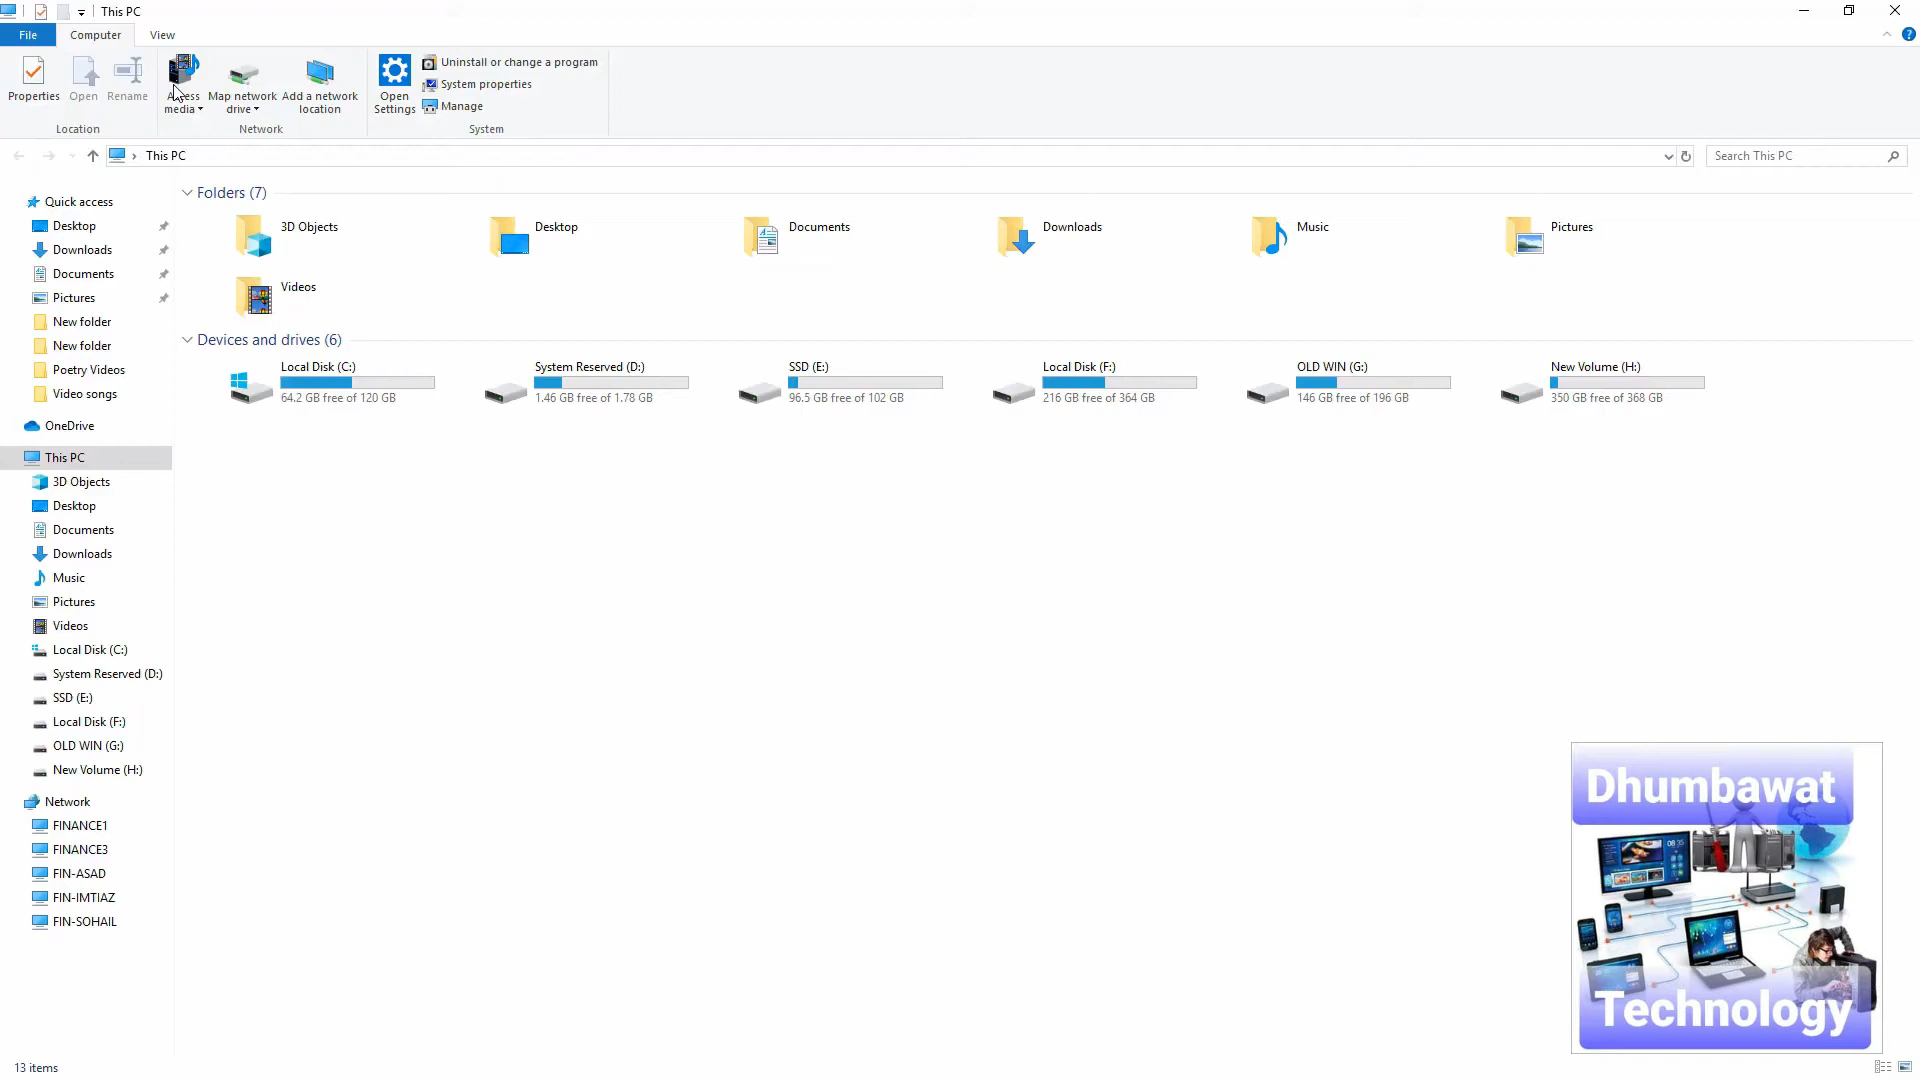 This PC
File
Computer
View
Properties
Open
Rename
media
Map network
drive
Add a network
location
Open
Settings
Uninstall or change a program
System properties
Manage
Location
Network
System
This PC
Search This PC
Quick access
Desktop
Downloads
Documents
Pictures
New folder
New folder
Poetry Videos
Video songs
OneDrive
This PC
3D Objects
Desktop
Documents
Downloads
Music
Pictures
Videos
Local Disk (C:)
System Reserved (D:)
SSD (E:)
Local Disk (F:)
OLD WIN (G:)
New Volume (H:)
Network
FINANCE1
FINANCE3
FIN-ASAD
FIN-IMTIAZ
FIN-SOHAIL
Folders (7)
3D Objects
Desktop
Documents
Downloads
Music
Pictures
Videos
Devices and drives (6)
Local Disk (C:)
64.2 GB free of 120 GB
System Reserved (D:)
1.46 GB free of 1.78 GB
SSD (E:)
96.5 GB free of 102 GB
Local Disk (F:)
216 GB free of 364 GB
OLD WIN (G:)
146 GB free of 196 GB
New Volume (H:)
350 GB free of 368 GB
Dhumbawat
Technology
13 items